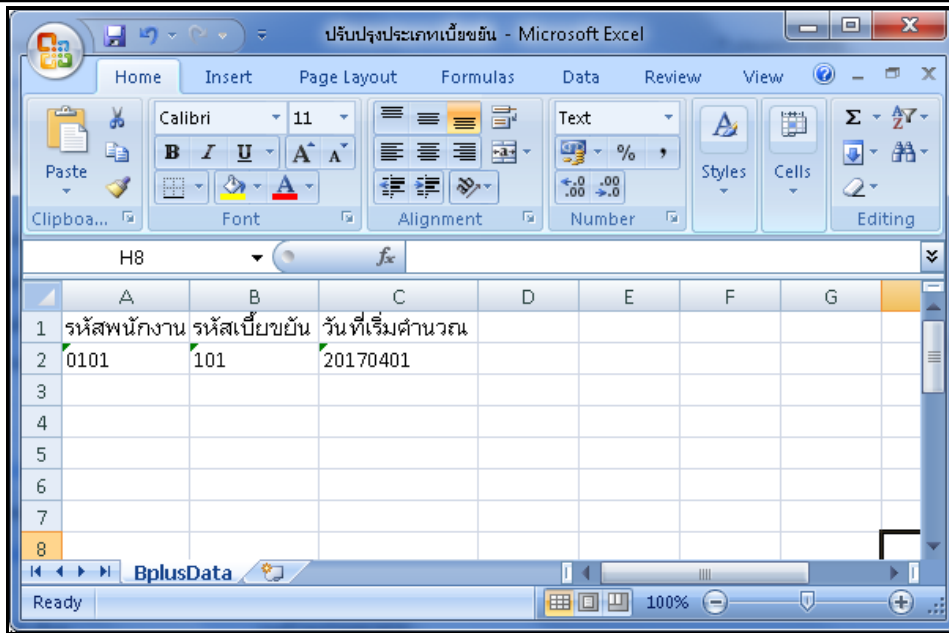 ปรับปรุงประเภทเบี้ยขยัน - Microsoft Excel
Home Insert Page Layout Formulas Data Review View
Paste
Clipboa...
Calibri 11
B I U A A
Font
Alignment
Text
% ,
Number
Styles
Cells
Editing
H8 fx
A B C D E F G
1 รหัสพนักงาน รหัสเบี้ยขยัน วันที่เริ่มคำนวณ
2 0101 101 20170401
3
4
5
6
7
8
BplusData
Ready 100%